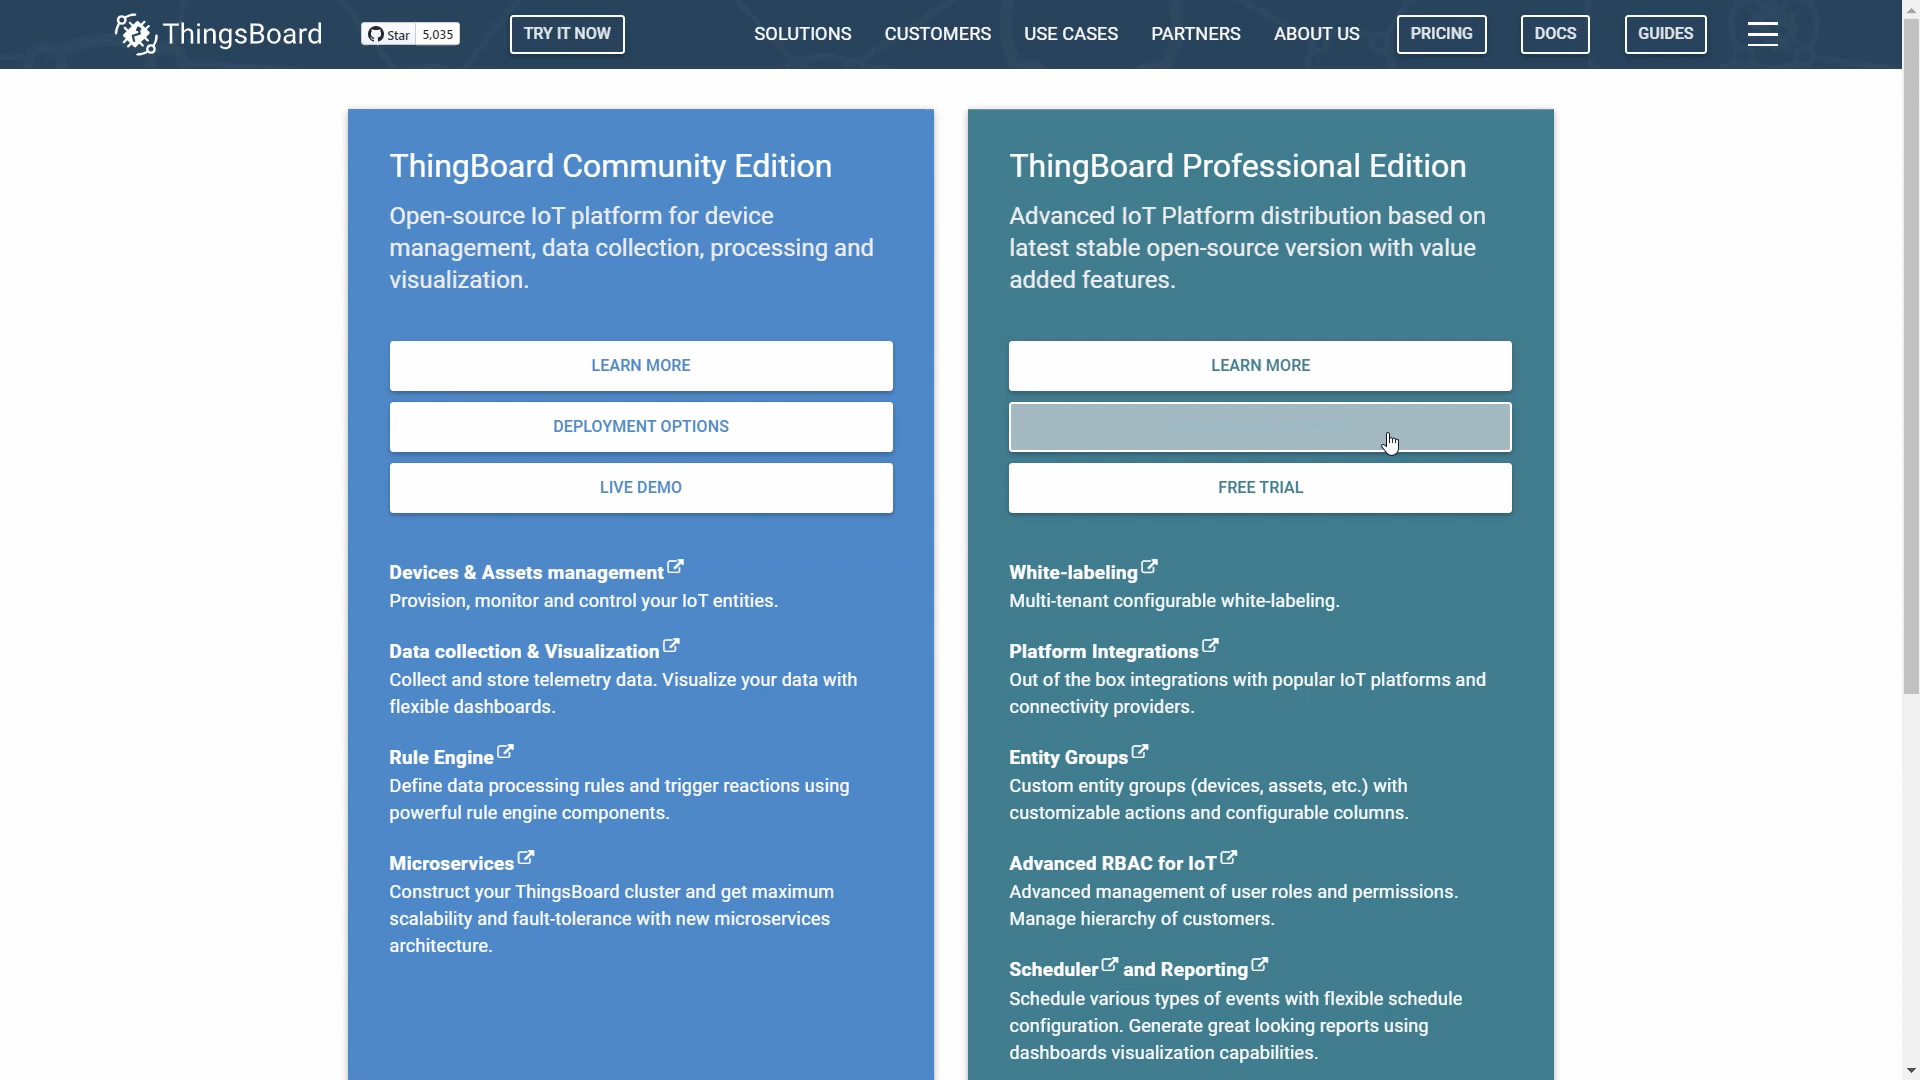 ThingsBoard
Star 5,035
TRY IT NOW
SOLUTIONS
CUSTOMERS
USE CASES
PARTNERS
ABOUT US
PRICING
DOCS
GUIDES
ThingBoard Community Edition
Open-source IoT platform for device
management, data collection, processing and
visualization.
LEARN MORE
DEPLOYMENT OPTIONS
LIVE DEMO
Devices & Assets management
Provision, monitor and control your IoT entities.
Data collection & Visualization
Collect and store telemetry data. Visualize your data with
flexible dashboards.
Rule Engine
Define data processing rules and trigger reactions using
powerful rule engine components.
Microservices
Construct your ThingsBoard cluster and get maximum
scalability and fault-tolerance with new microservices
architecture.
ThingBoard Professional Edition
Advanced IoT Platform distribution based on
latest stable open-source version with value
added features.
LEARN MORE
FREE TRIAL
White-labeling
Multi-tenant configurable white-labeling.
Platform Integrations
Out of the box integrations with popular IoT platforms and
connectivity providers.
Entity Groups
Custom entity groups (devices, assets, etc.) with
customizable actions and configurable columns.
Advanced RBAC for IoT
Advanced management of user roles and permissions.
Manage hierarchy of customers.
Scheduler and Reporting
Schedule various types of events with flexible schedule
configuration. Generate great looking reports using
dashboards visualization capabilities.